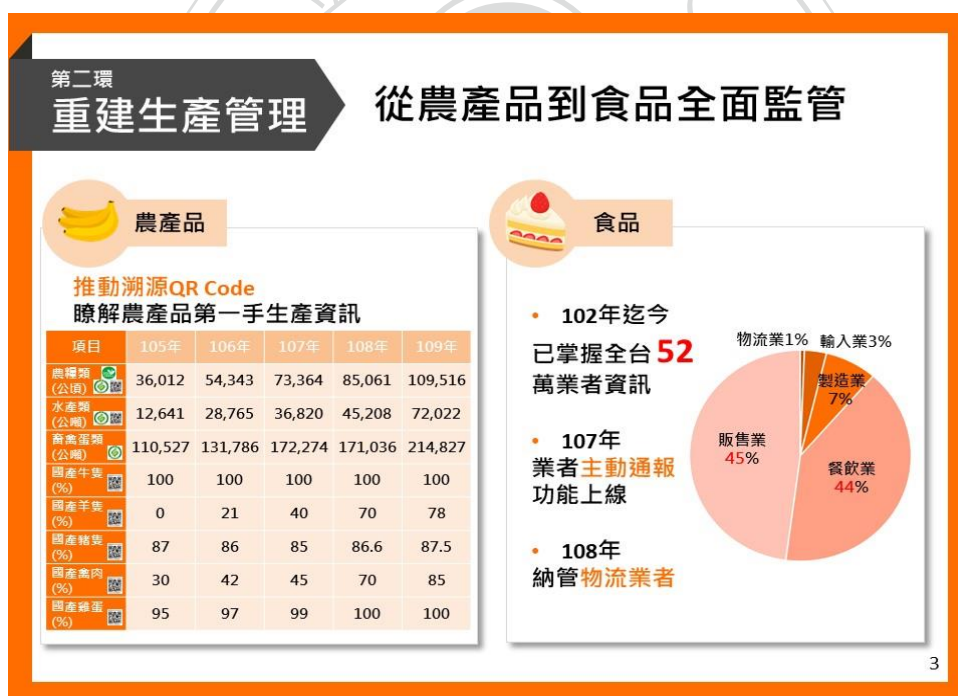 第二環
重建生產管理
從農產品到食品全面監管
農產品
推動溯源QR Code
瞭解農產品第一手生產資訊
項目 105年 106年 107年 108年 109年
農糧類
(公頃) 36,012 54,343 73,364 85,061 109,516
水產類
(公噸) 12,641 28,765 36,820 45,208 72,022
畜禽蛋類
(公噸) 110,527 131,786 172,274 171,036 214,827
國產牛隻
(%) 100 100 100 100 100
國產羊隻
(%) 0 21 40 70 78
國產豬隻
(%) 87 86 85 86.6 87.5
國產禽肉
(%) 30 42 45 70 85
國產雞蛋
(%) 95 97 99 100 100
食品
• 102年迄今
已掌握全台52
萬業者資訊
• 107年
業者主動通報
功能上線
• 108年
納管物流業者
物流業1% 輸入業3%
製造業
7%
販售業
45%
餐飲業
44%
3